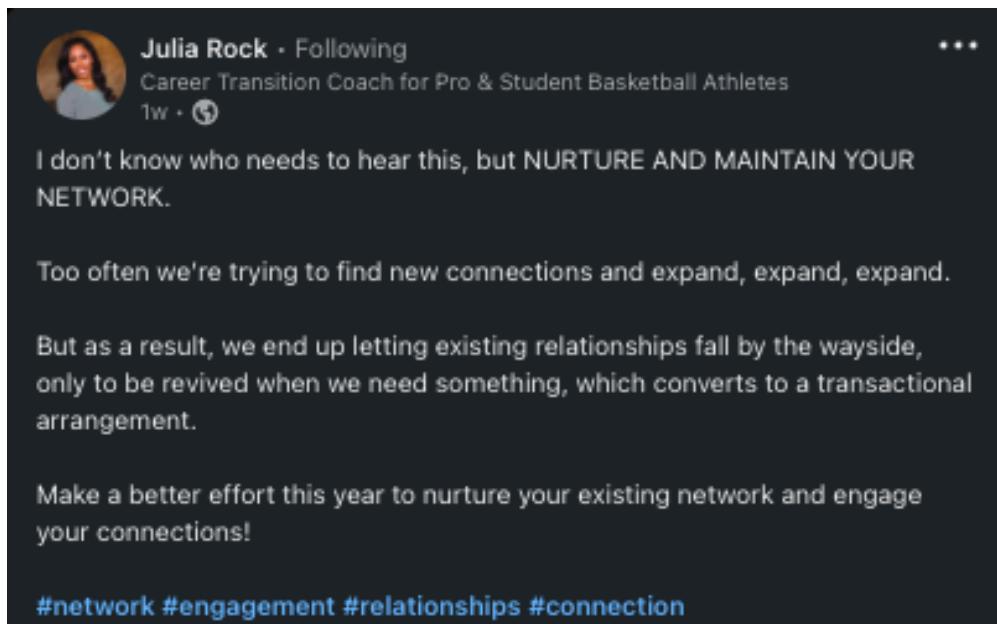 Julia Rock • Following
Career Transition Coach for Pro & Student Basketball Athletes
1w •
I don't know who needs to hear this, but NURTURE AND MAINTAIN YOUR
NETWORK.
Too often we're trying to find new connections and expand, expand, expand.
But as a result, we end up letting existing relationships fall by the wayside,
only to be revived when we need something, which converts to a transactional
arrangement.
Make a better effort this year to nurture your existing network and engage
your connections!
#network #engagement #relationships #connection